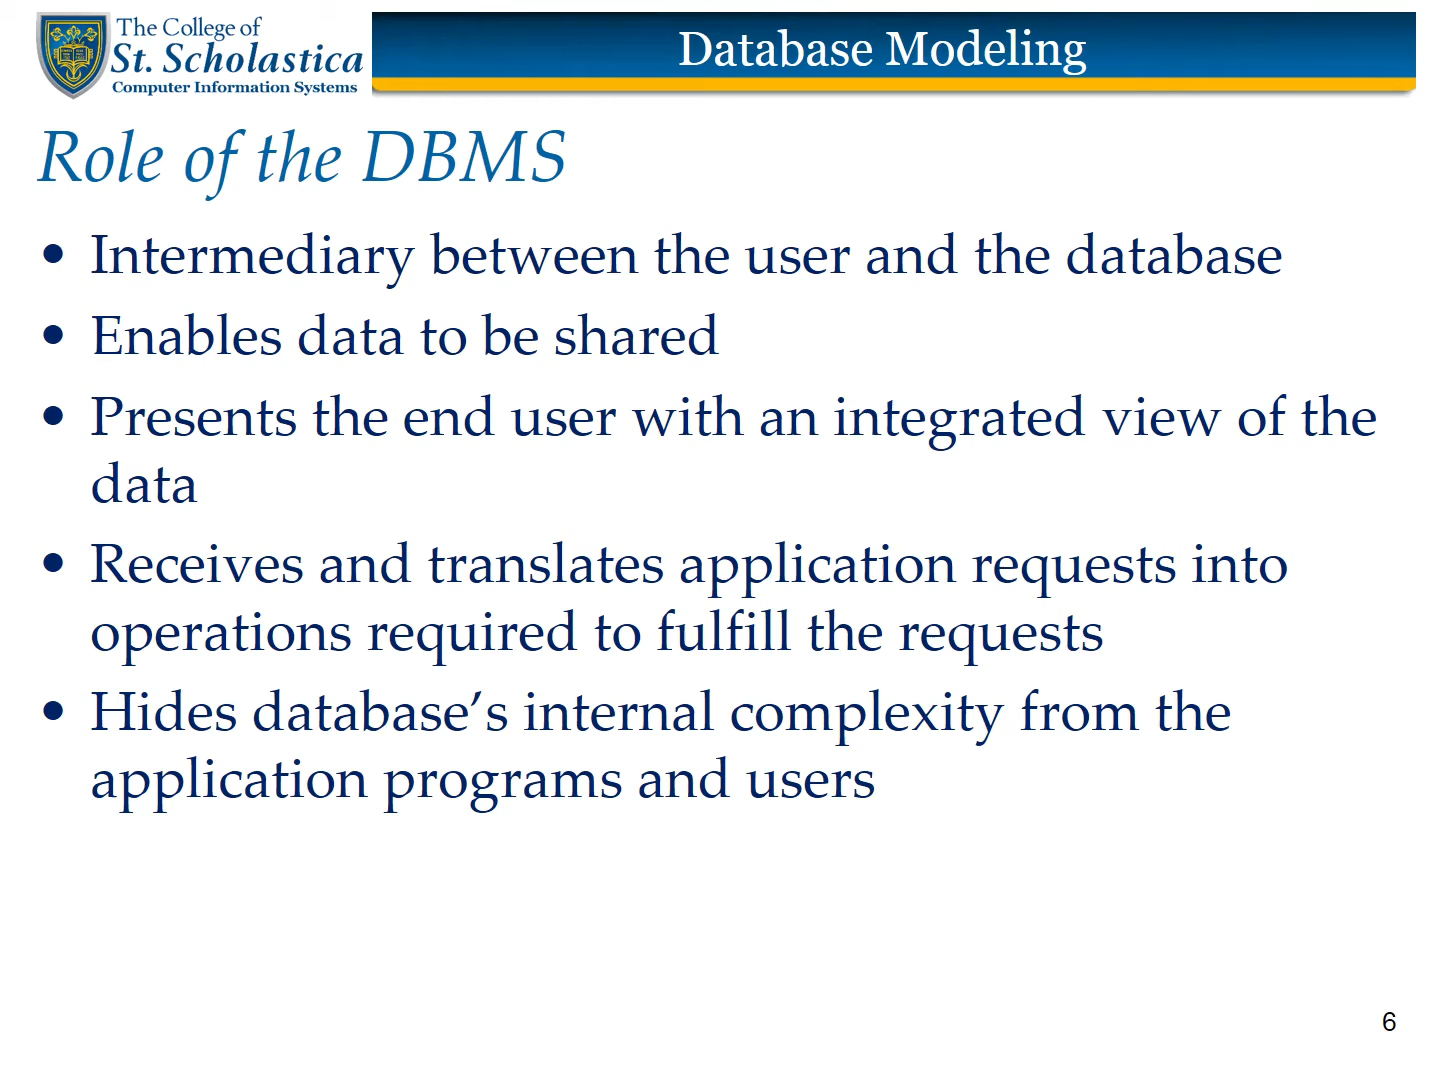 The College of
St. Scholastica
Computer Information Systems
Database Modeling
Role of the DBMS
• Intermediary between the user and the database
• Enables data to be shared
• Presents the end user with an integrated view of the
data
• Receives and translates application requests into
operations required to fulfill the requests
• Hides database’s internal complexity from the
application programs and users
6